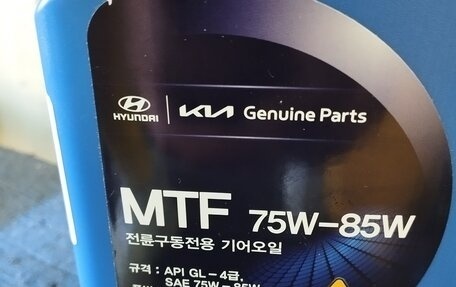 HYUNDAI KIA Genuine Parts
MTF 75W-85W
전륜구동전용 기어오일
규격 : API GL-4급.
SAE 75W-85W